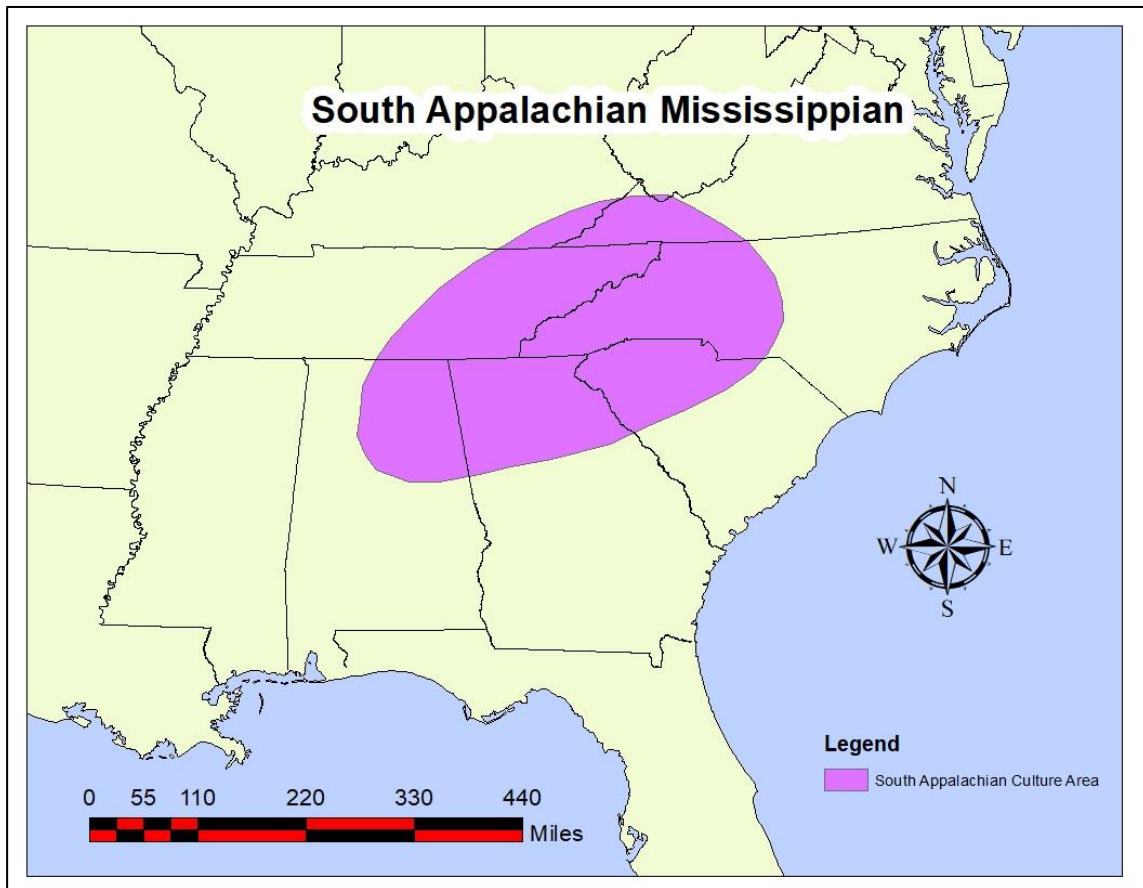 South Appalachian Mississippian
N
W E
S
Legend
South Appalachian Culture Area
0 55 110 220 330 440
Miles